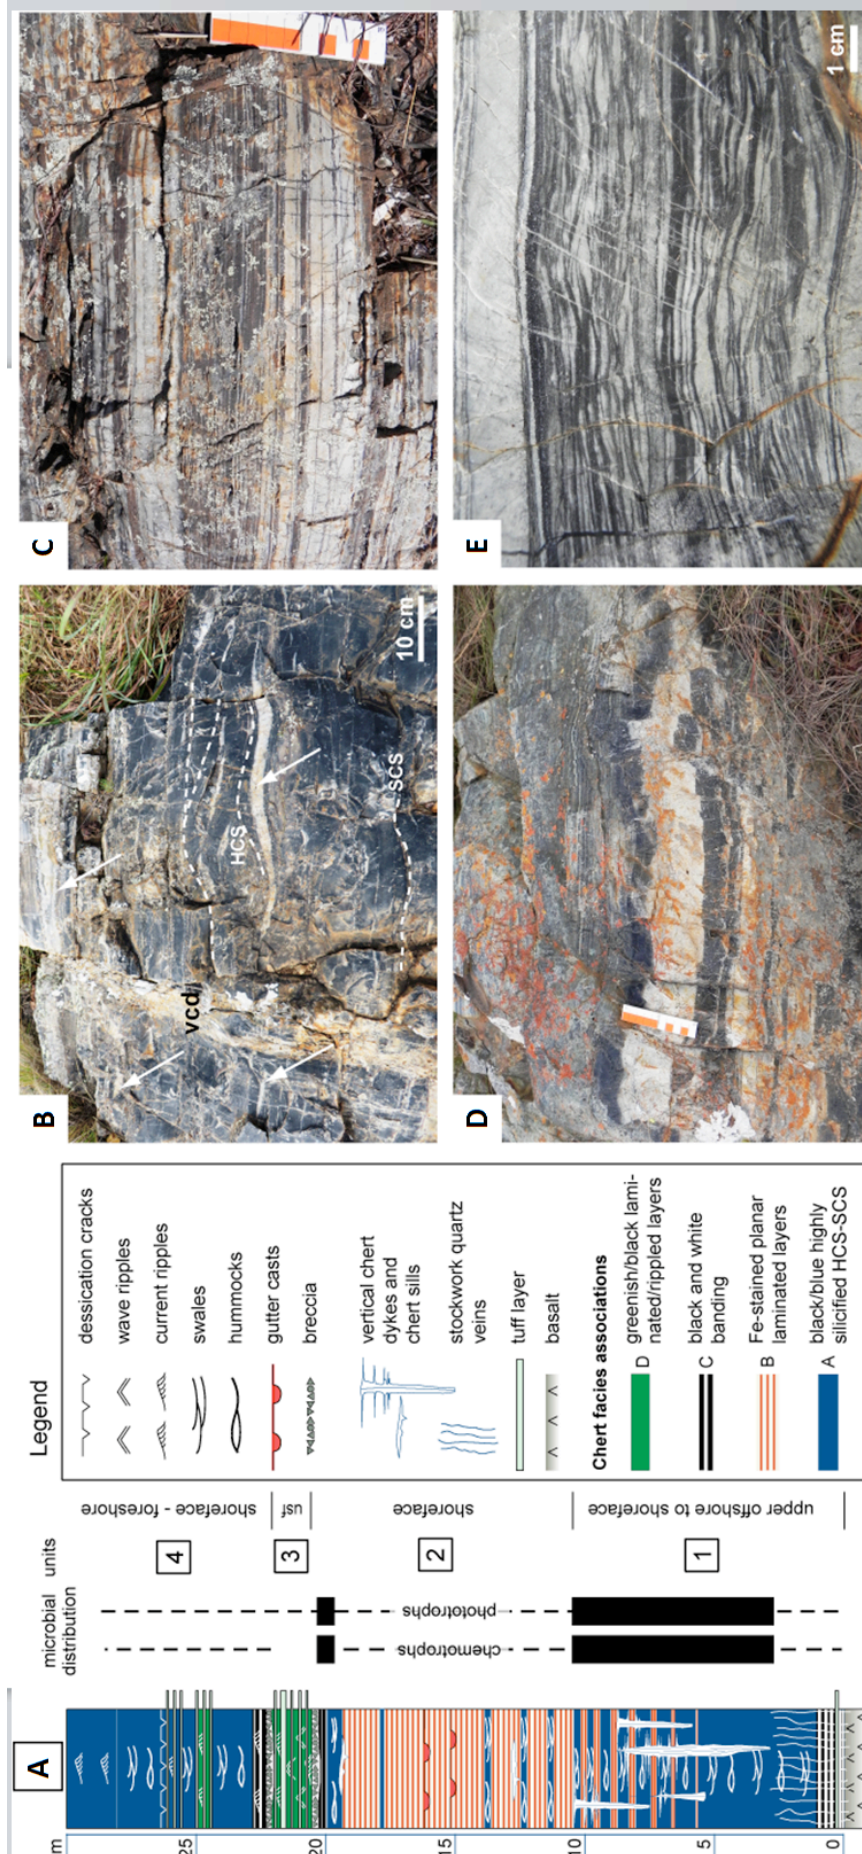 A
m
25
20
15
10
5
0
microbial
distribution
units
chemotrophs
phototrophs
4
3
2
1
shoreface - foreshore
usf
shoreface
upper offshore to shoreface
Legend
dessication cracks
wave ripples
current ripples
swales
hummocks
gutter casts
breccia
vertical chert
dykes and
chert sills
stockwork quartz
veins
tuff layer
basalt
Chert facies associations
D greenish/black lami-
nated/rippled layers
C black and white
banding
B Fe-stained planar
laminated layers
A black/blue highly
silicified HCS-SCS
B
vcd
HCS
SCS
10 cm
C
D
E
1 cm